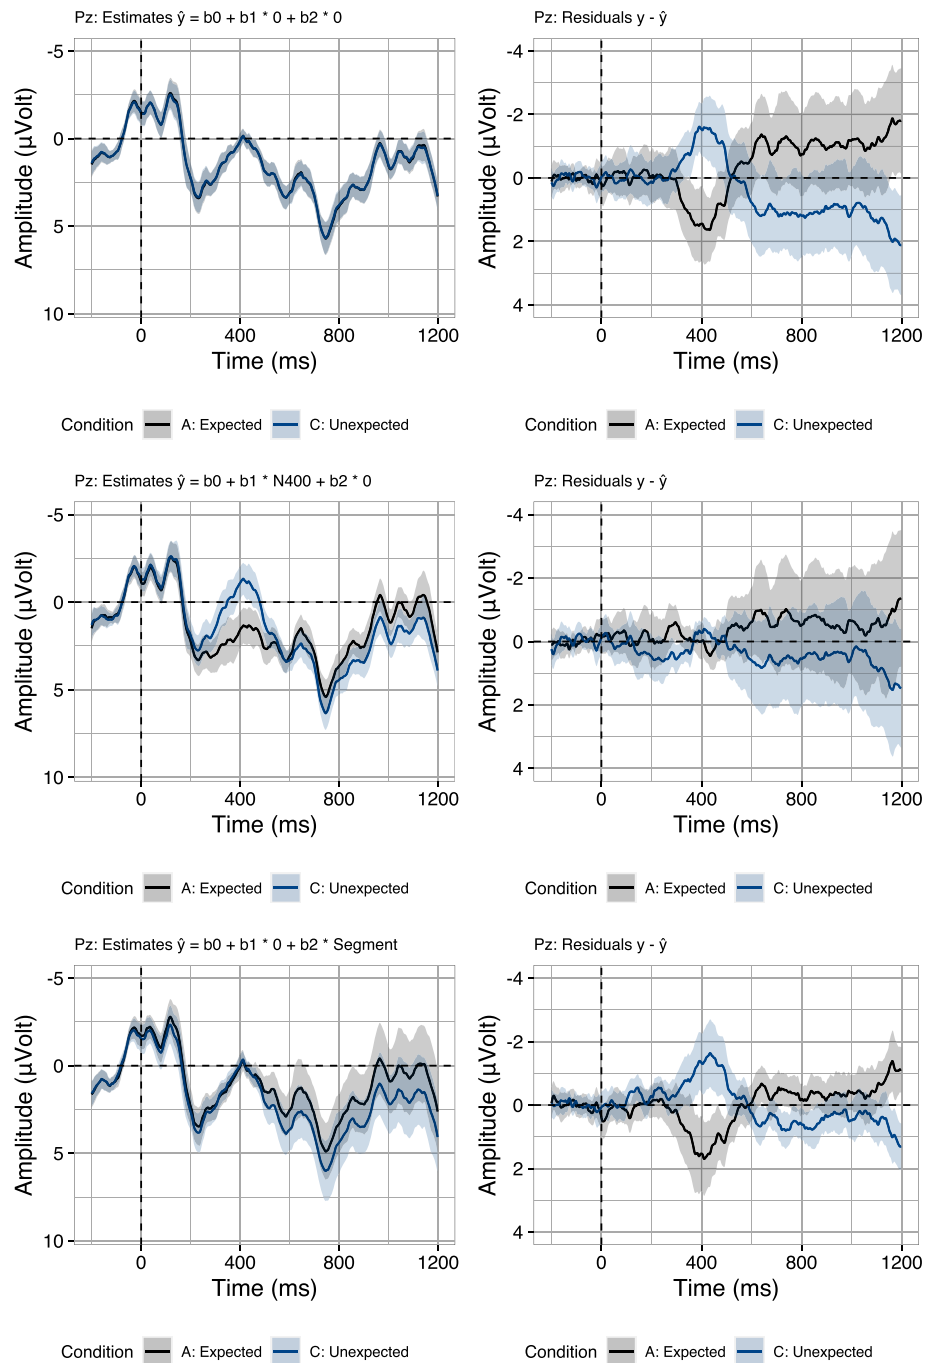 Pz: Estimates ŷ = b0 + b1 * 0 + b2 * 0
Pz: Residuals y - ŷ
Amplitude (µVolt)
-5
0
5
10
0
400
800
1200
Time (ms)
Amplitude (µVolt)
-4
-2
0
2
4
0
400
800
1200
Time (ms)
Condition A: Expected C: Unexpected
Condition A: Expected C: Unexpected
Pz: Estimates ŷ = b0 + b1 * N400 + b2 * 0
Pz: Residuals y - ŷ
Amplitude (µVolt)
-5
0
5
10
0
400
800
1200
Time (ms)
Amplitude (µVolt)
-4
-2
0
2
4
0
400
800
1200
Time (ms)
Condition A: Expected C: Unexpected
Condition A: Expected C: Unexpected
Pz: Estimates ŷ = b0 + b1 * 0 + b2 * Segment
Pz: Residuals y - ŷ
Amplitude (µVolt)
-5
0
5
10
0
400
800
1200
Time (ms)
Amplitude (µVolt)
-4
-2
0
2
4
0
400
800
1200
Time (ms)
Condition A: Expected C: Unexpected
Condition A: Expected C: Unexpected